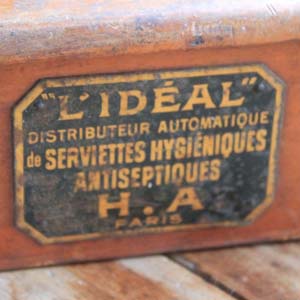 "L'IDÉAL"
DISTRIBUTEUR AUTOMATIQUE
de SERVIETTES HYGIÉNIQUES
ANTISEPTIQUES
H. A
PARIS